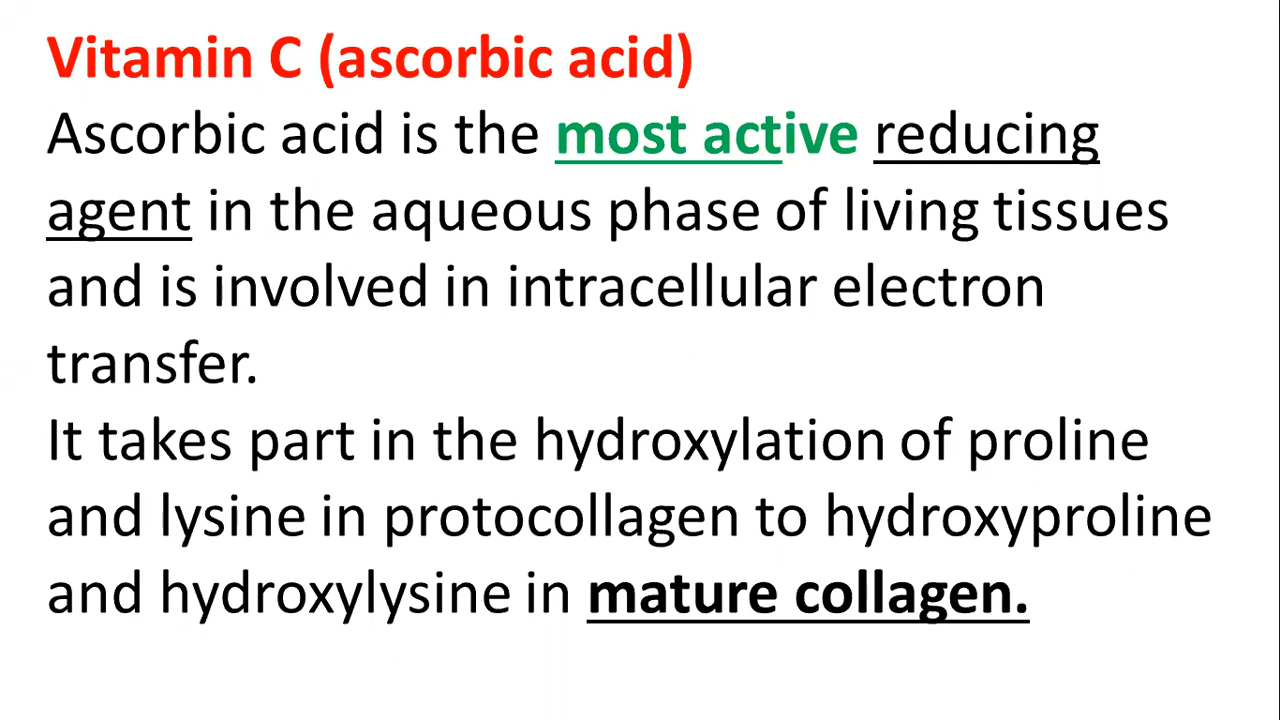 Vitamin C (ascorbic acid)
Ascorbic acid is the most active reducing
agent in the aqueous phase of living tissues
and is involved in intracellular electron
transfer.
It takes part in the hydroxylation of proline
and lysine in protocollagen to hydroxyproline
and hydroxylysine in mature collagen.